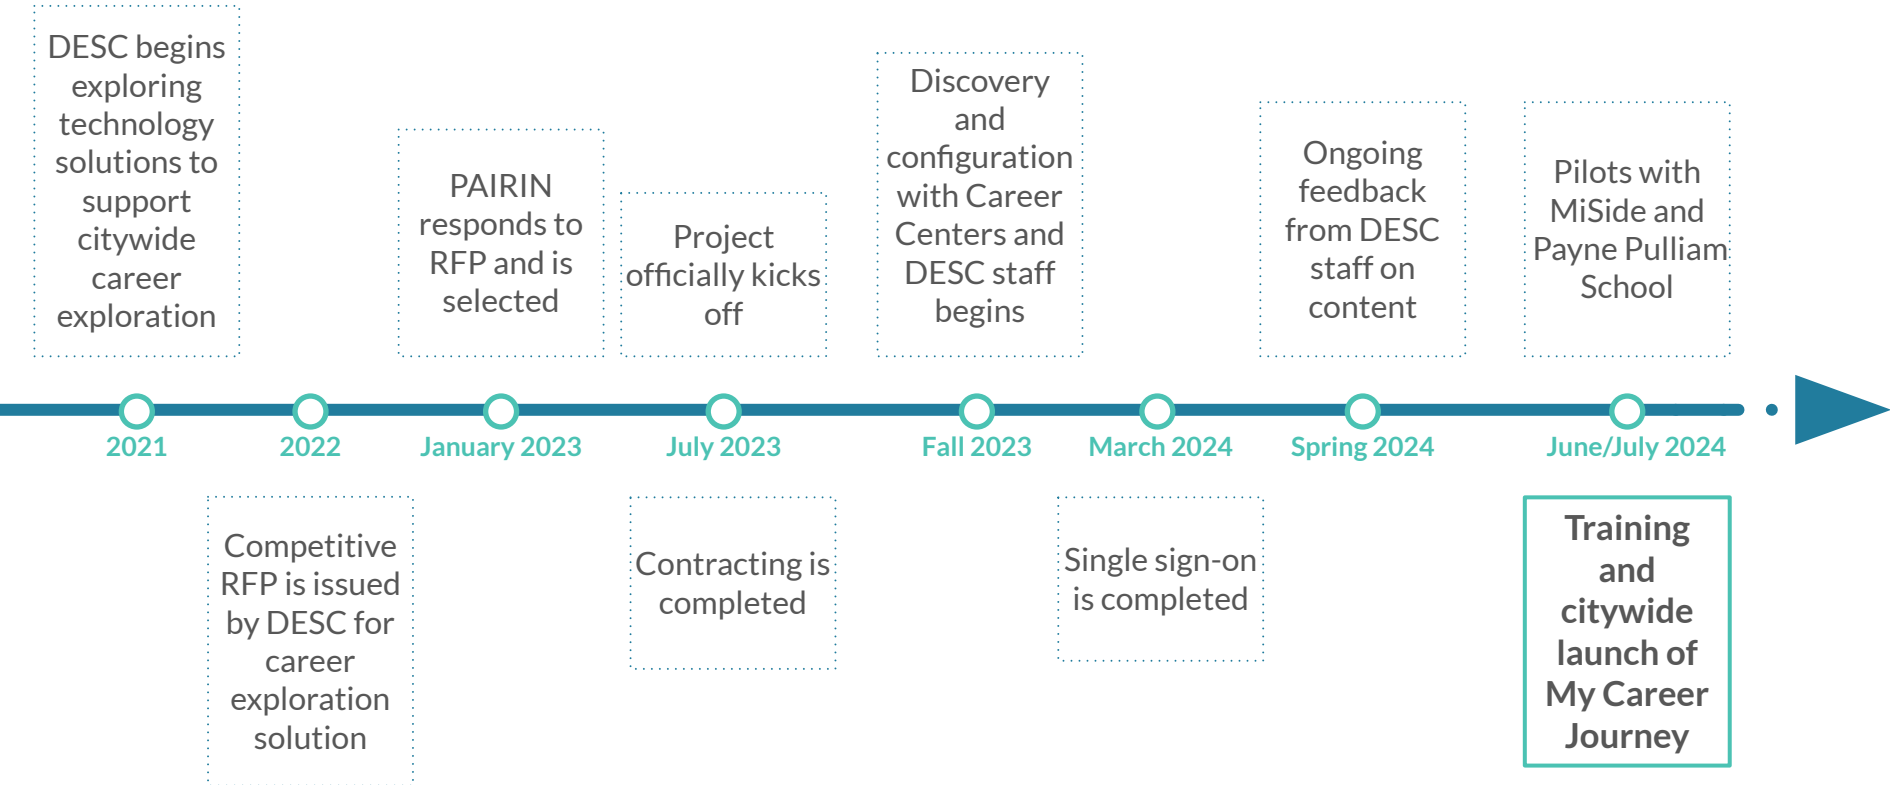 DESC begins
exploring
technology
solutions to
support
citywide
career
exploration
PAIRIN
responds to
RFP and is
selected
Project
officially kicks
off
Discovery
and
configuration
with Career
Centers and
DESC staff
begins
Ongoing
feedback
from DESC
staff on
content
Pilots with
MiSide and
Payne Pulliam
School
2021
2022
January 2023
July 2023
Fall 2023
March 2024
Spring 2024
June/July 2024
Competitive
RFP is issued
by DESC for
career
exploration
solution
Contracting is
completed
Single sign-on
is completed
Training
and
citywide
launch of
My Career
Journey